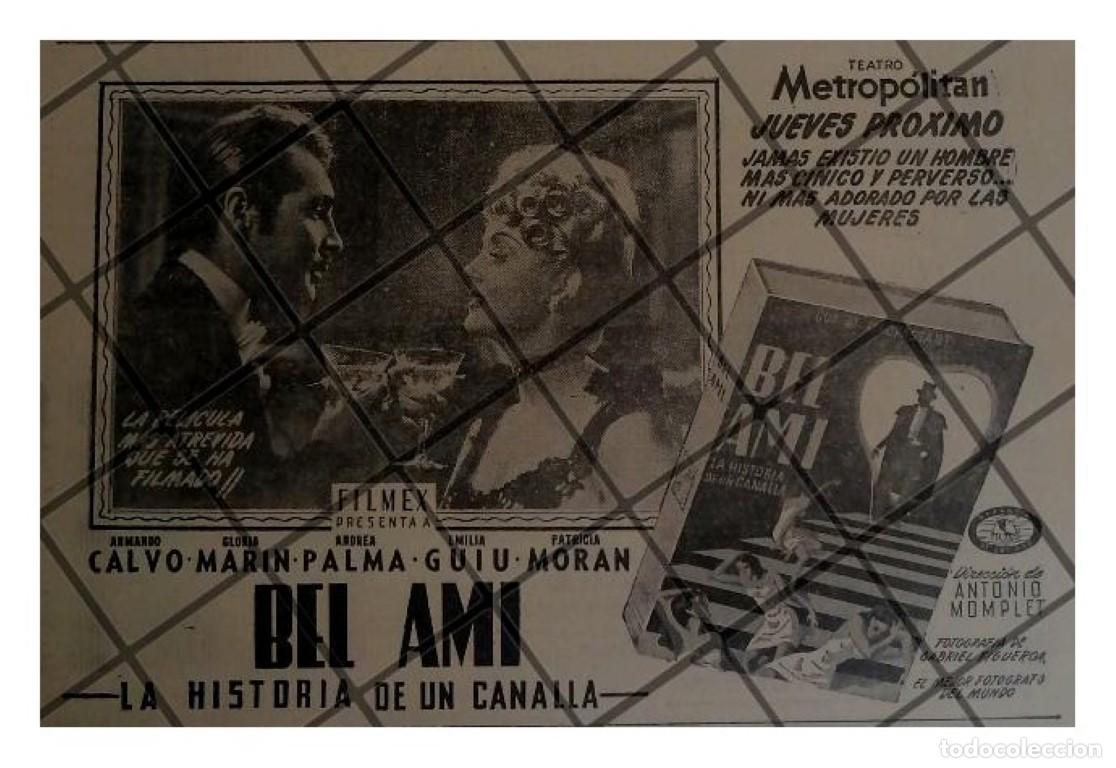 TEATRO
Metropólitan
JUEVES PROXIMO
JAMAS EXISTIO UN HOMBRE
MAS CINICO Y PERVERSO...
NI MAS ADORADO POR LAS
MUJERES
LA PELICULA
MAS ATREVIDA
QUE SE HA
FILMADO!!
FILMEX
PRESENTA A
ARMANDO GLORIA ANDREA EMILIA PATRICIA
CALVO·MARIN·PALMA·GUIU·MORAN
BEL AMI
LA HISTORIA DE UN CANALLA
BEL
AMI
LA HISTORIA
DE UN CANALLA
Dirección de
ANTONIO
MOMPLET
FOTOGRAFIA DE
GABRIEL FIGUEROA,
EL MEJOR FOTOGRAFO
DEL MUNDO
todocoleccion